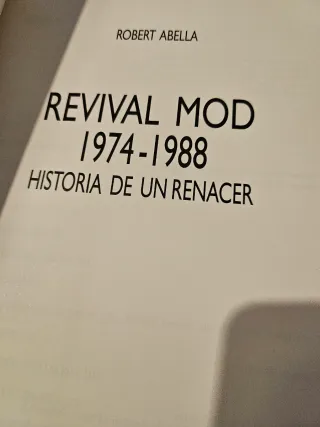 ROBERT ABELLA
REVIVAL MOD
1974-1988
HISTORIA DE UN RENACER